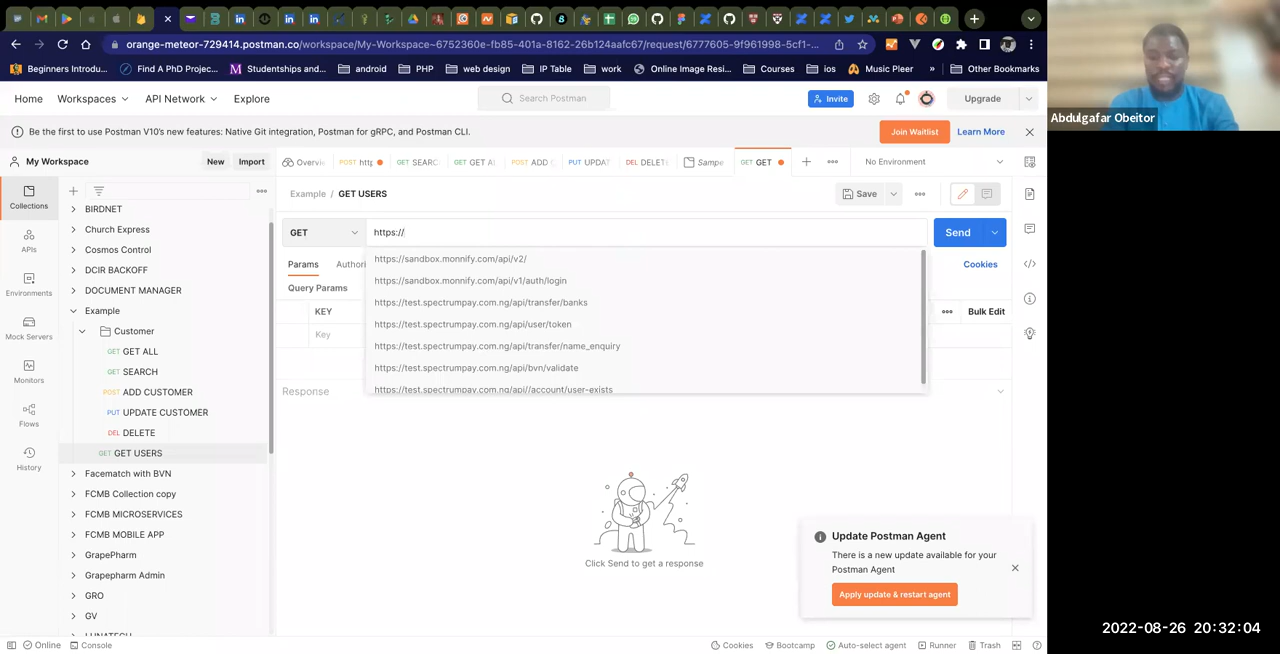 orange-meteor-729414.postman.co/workspace/My-Workspace~6752360e-fb85-401a-8162-26b124aafc67/request/6777605-9f961998-5cf1-...
Beginners Introdu... Find A PhD Projec... Studentships and... android PHP web design IP Table work Online Image Resi... Courses ios Music Pleer » Other Bookmarks
Home Workspaces API Network Explore Search Postman Invite Upgrade
Abdulgafar Obeitor
Be the first to use Postman V10's new features: Native Git integration, Postman for gRPC, and Postman CLI. Join Waitlist Learn More
My Workspace New Import Overvi POST http GET SEARC GET GET A POST ADD C PUT UPDA DEL DELET Sampe GET GET No Environment
Collections
Example / GET USERS Save
BIRDNET
Church Express
GET https:// Send
Cosmos Control
APIs
https://sandbox.monnify.com/api/v2/
DCIR BACKOFF
Params Authori Cookies
https://sandbox.monnify.com/api/v1/auth/login
DOCUMENT MANAGER
Query Params
Environments
https://test.spectrumpay.com.ng/api/transfer/banks
Example
KEY Bulk Edit
https://test.spectrumpay.com.ng/api/user/token
Customer
Key
Mock Servers
https://test.spectrumpay.com.ng/api/transfer/name_enquiry
GET GET ALL
https://test.spectrumpay.com.ng/api/bvn/validate
GET SEARCH
Monitors
https://test.spectrumpay.com.ng/api//account/user-exists
Response
POST ADD CUSTOMER
PUT UPDATE CUSTOMER
Flows
DEL DELETE
GET GET USERS
History
Facematch with BVN
FCMB Collection copy
FCMB MICROSERVICES
FCMB MOBILE APP
GrapePharm
Grapepharm Admin
GRO
GV
LUNATECH
Click Send to get a response
Update Postman Agent
There is a new update available for your
Postman Agent
Apply update & restart agent
2022-08-26 20:32:04
Online Console Cookies Bootcamp Auto-select agent Runner Trash